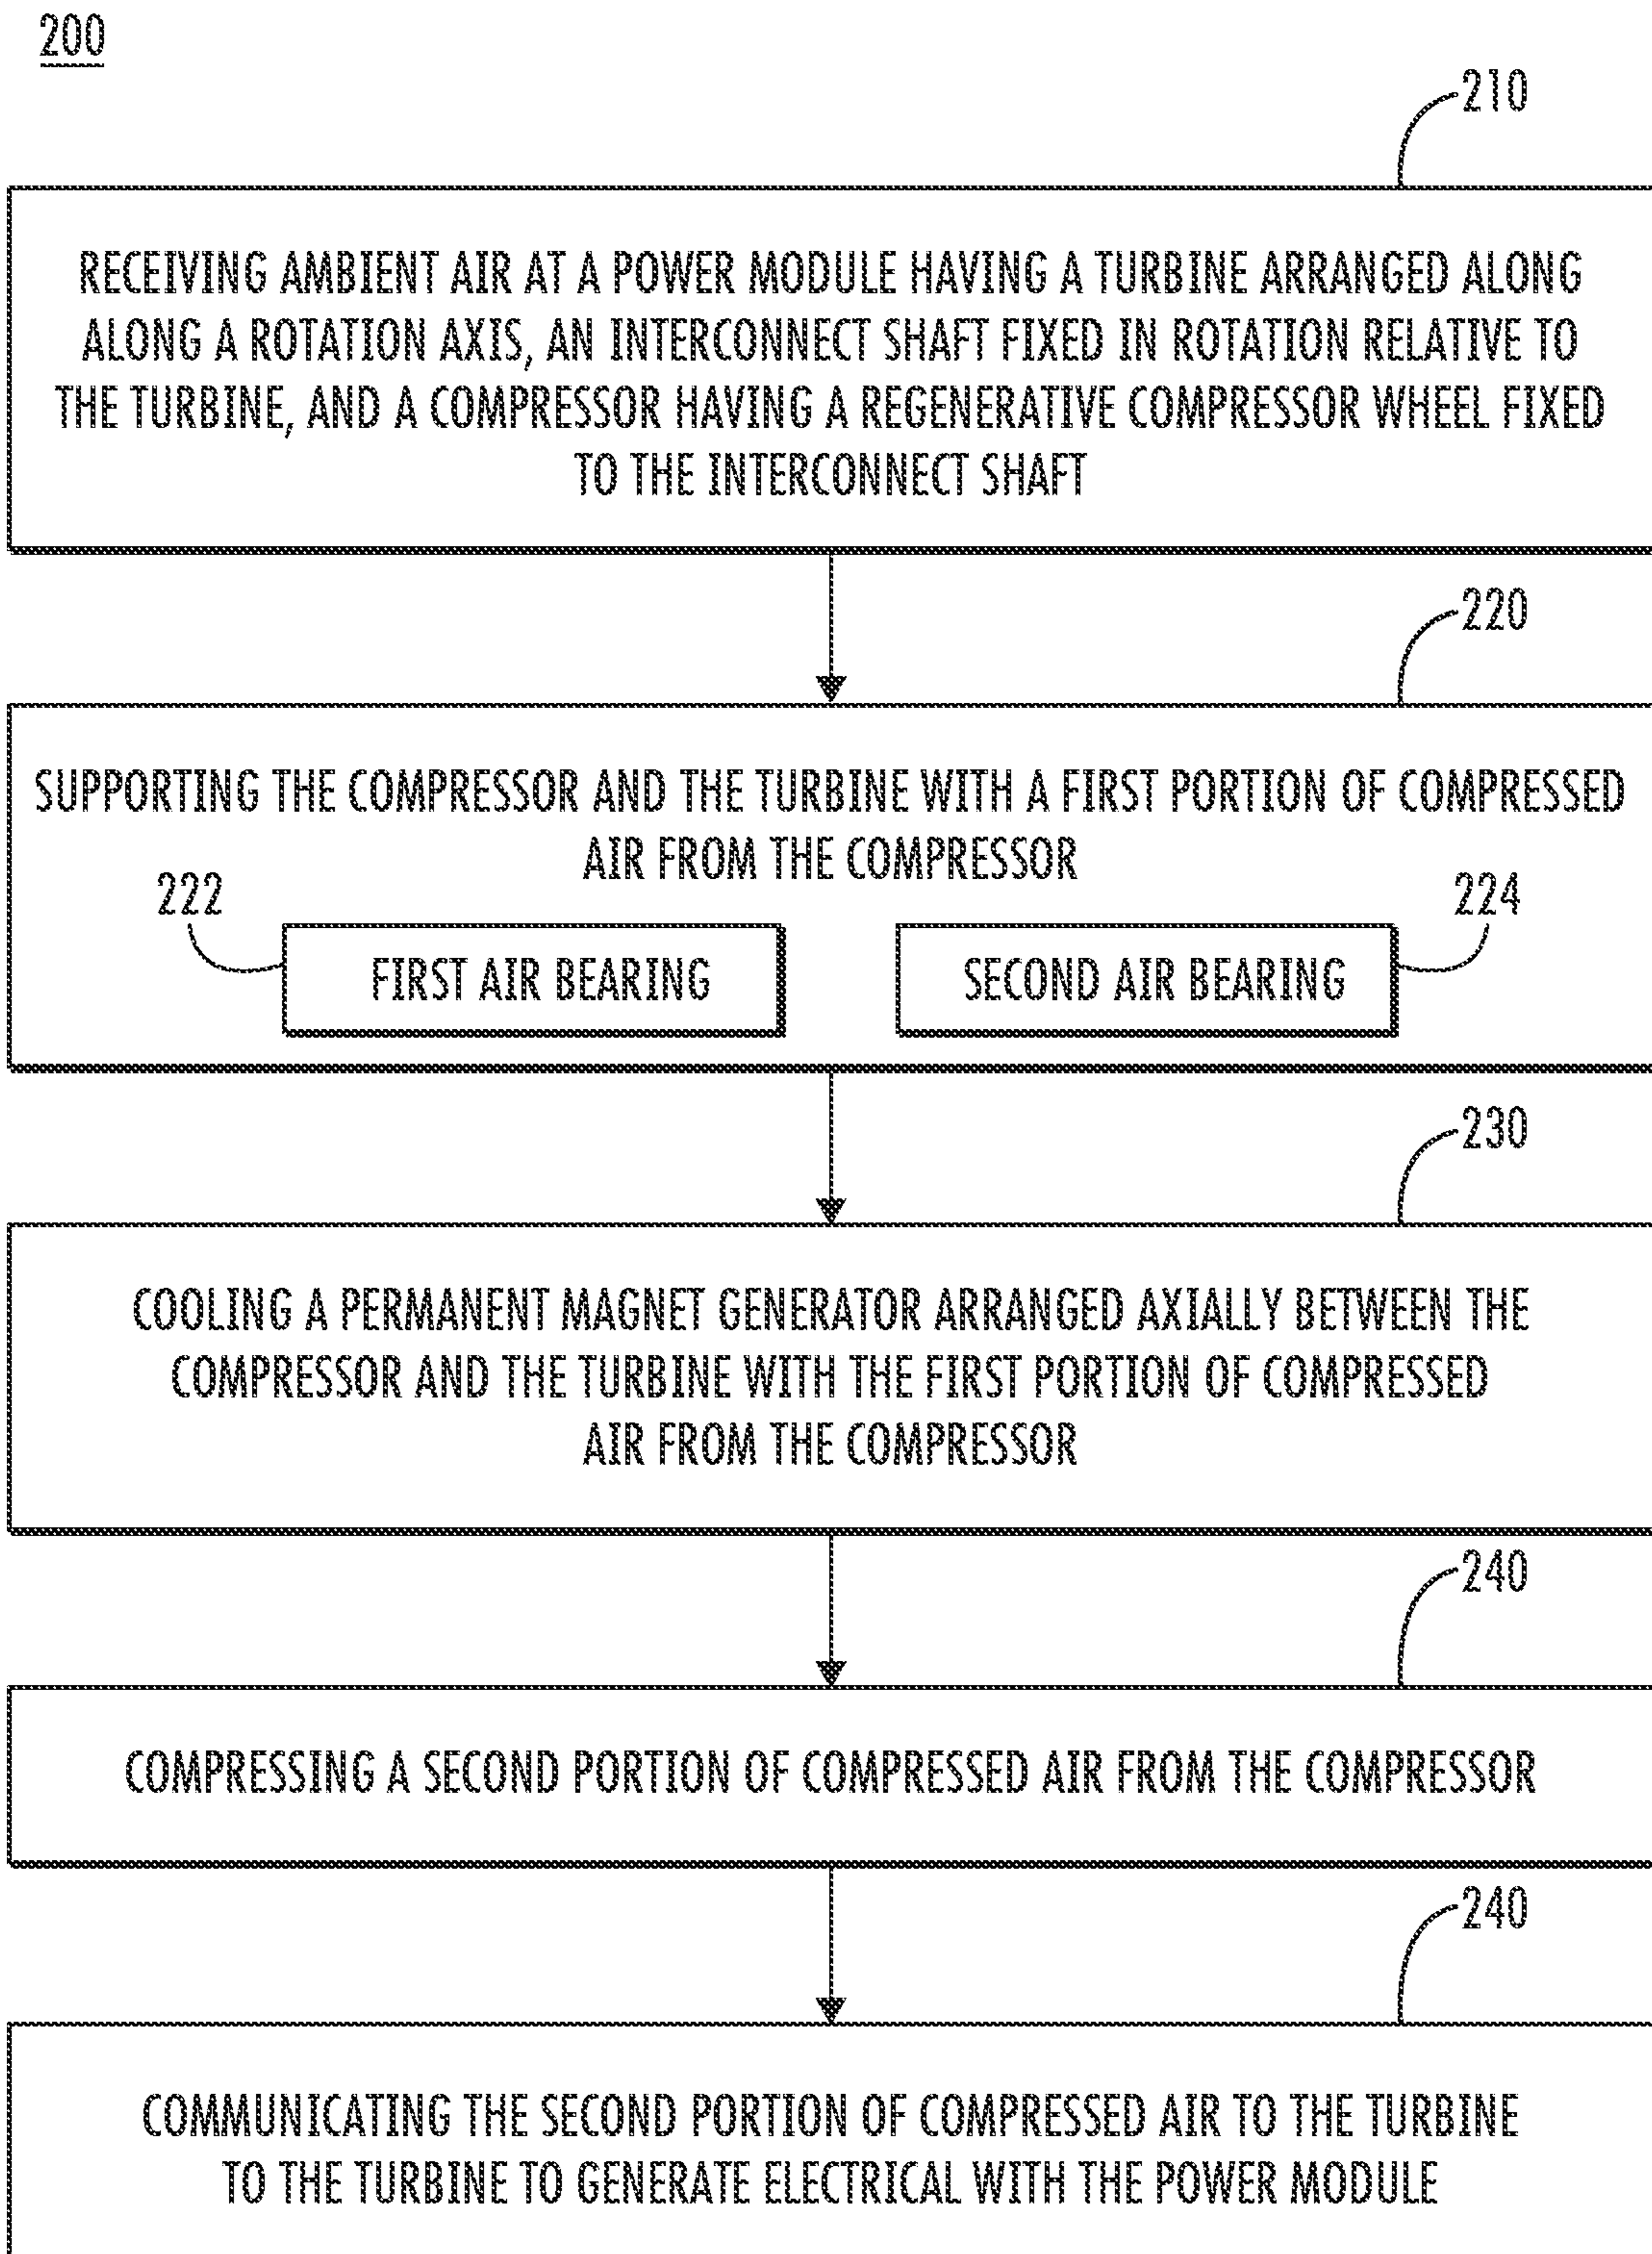 200
210
RECEIVING AMBIENT AIR AT A POWER MODULE HAVING A TURBINE ARRANGED ALONG
ALONG A ROTATION AXIS, AN INTERCONNECT SHAFT FIXED IN ROTATION RELATIVE TO
THE TURBINE, AND A COMPRESSOR HAVING A REGENERATIVE COMPRESSOR WHEEL FIXED
TO THE INTERCONNECT SHAFT
220
SUPPORTING THE COMPRESSOR AND THE TURBINE WITH A FIRST PORTION OF COMPRESSED
AIR FROM THE COMPRESSOR
222
224
FIRST AIR BEARING
SECOND AIR BEARING
230
COOLING A PERMANENT MAGNET GENERATOR ARRANGED AXIALLY BETWEEN THE
COMPRESSOR AND THE TURBINE WITH THE FIRST PORTION OF COMPRESSED
AIR FROM THE COMPRESSOR
240
COMPRESSING A SECOND PORTION OF COMPRESSED AIR FROM THE COMPRESSOR
240
COMMUNICATING THE SECOND PORTION OF COMPRESSED AIR TO THE TURBINE
TO THE TURBINE TO GENERATE ELECTRICAL WITH THE POWER MODULE